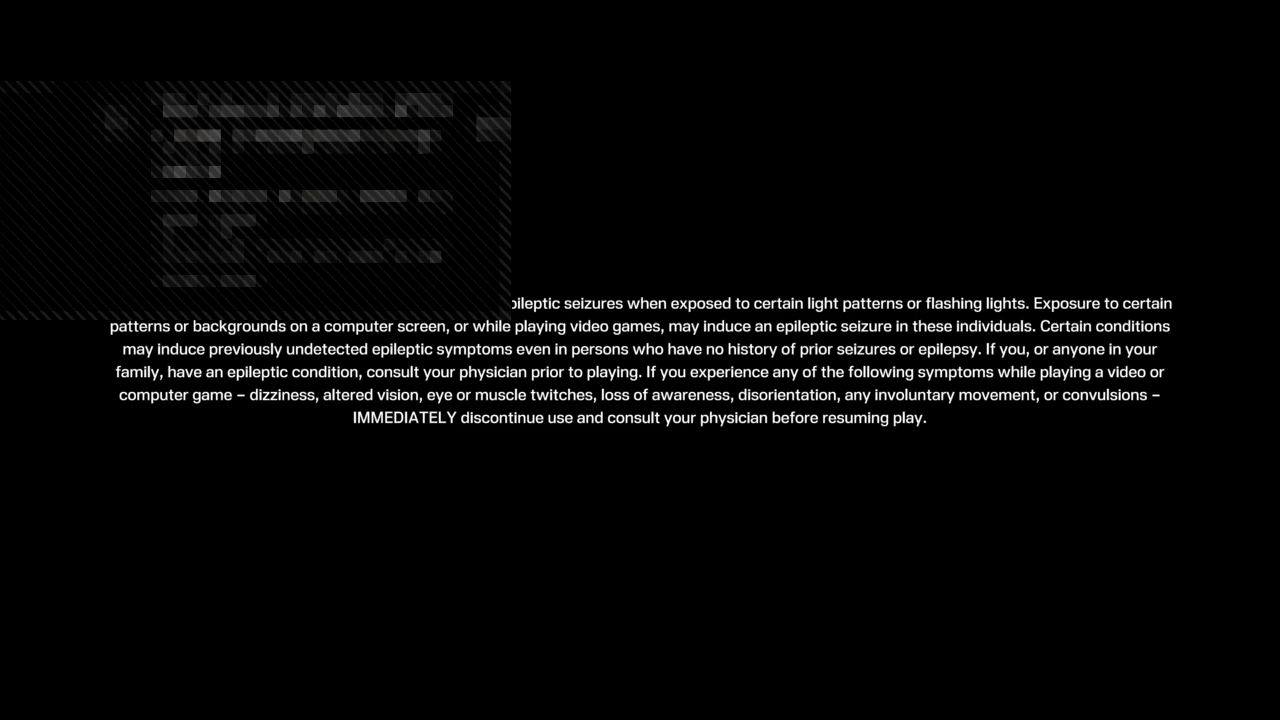 seizures when exposed to certain light patterns or flashing lights. Exposure to certain
patterns or backgrounds on a computer screen, or while playing video games, may induce an epileptic seizure in these individuals. Certain conditions
may induce previously undetected epileptic symptoms even in persons who have no history of prior seizures or epilepsy. If you, or anyone in your
family, have an epileptic condition, consult your physician prior to playing. If you experience any of the following symptoms while playing a video or
computer game – dizziness, altered vision, eye or muscle twitches, loss of awareness, disorientation, any involuntary movement, or convulsions –
IMMEDIATELY discontinue use and consult your physician before resuming play.